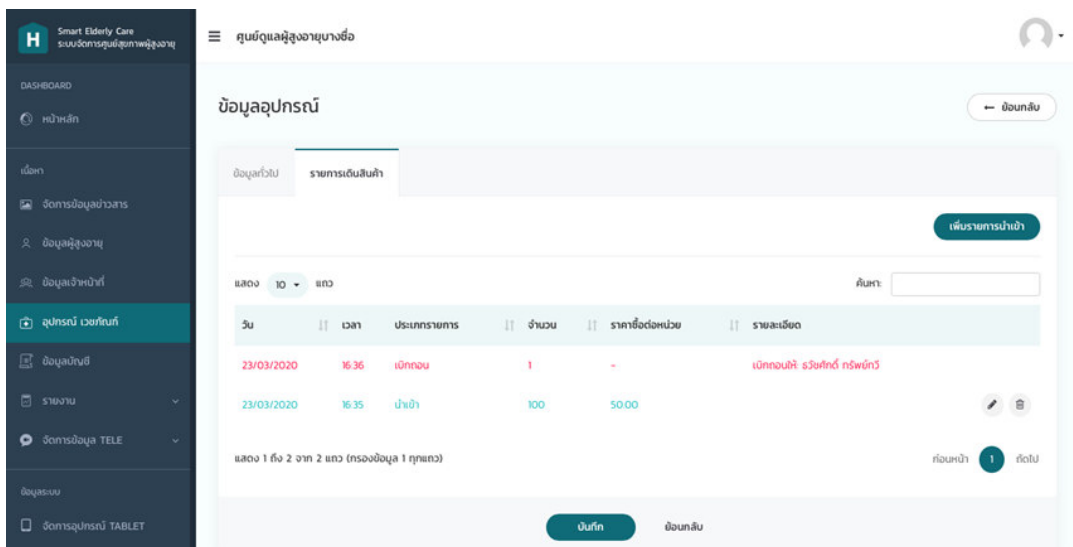 H
Smart Elderly Care
ระบบจัดการศูนย์สุขภาพผู้สูงอายุ
ศูนย์ดูแลผู้สูงอายุบางซื่อ
DASHBOARD
หน้าหลัก
เนื้อหา
จัดการข้อมูลข่าวสาร
ข้อมูลผู้สูงอายุ
ข้อมูลเจ้าหน้าที่
อุปกรณ์ เวชภัณฑ์
ข้อมูลบัญชี
รายงาน
จัดการข้อมูล TELE
ข้อมูลระบบ
จัดการอุปกรณ์ TABLET
ข้อมูลอุปกรณ์
← ย้อนกลับ
ข้อมูลทั่วไป รายการเดินสินค้า
เพิ่มรายการนำเข้า
แสดง 10 แถว ค้นหา:
วัน เวลา ประเภทรายการ จำนวน ราคาซื้อต่อหน่วย รายละเอียด
23/03/2020 16:36 เบิกถอน 1 - เบิกถอนให้: ธวัชศักดิ์ ทรัพย์ทวี
23/03/2020 16:35 นำเข้า 100 50.00
แสดง 1 ถึง 2 จาก 2 แถว (กรองข้อมูล 1 ทุกแถว) ก่อนหน้า 1 ถัดไป
บันทึก ย้อนกลับ